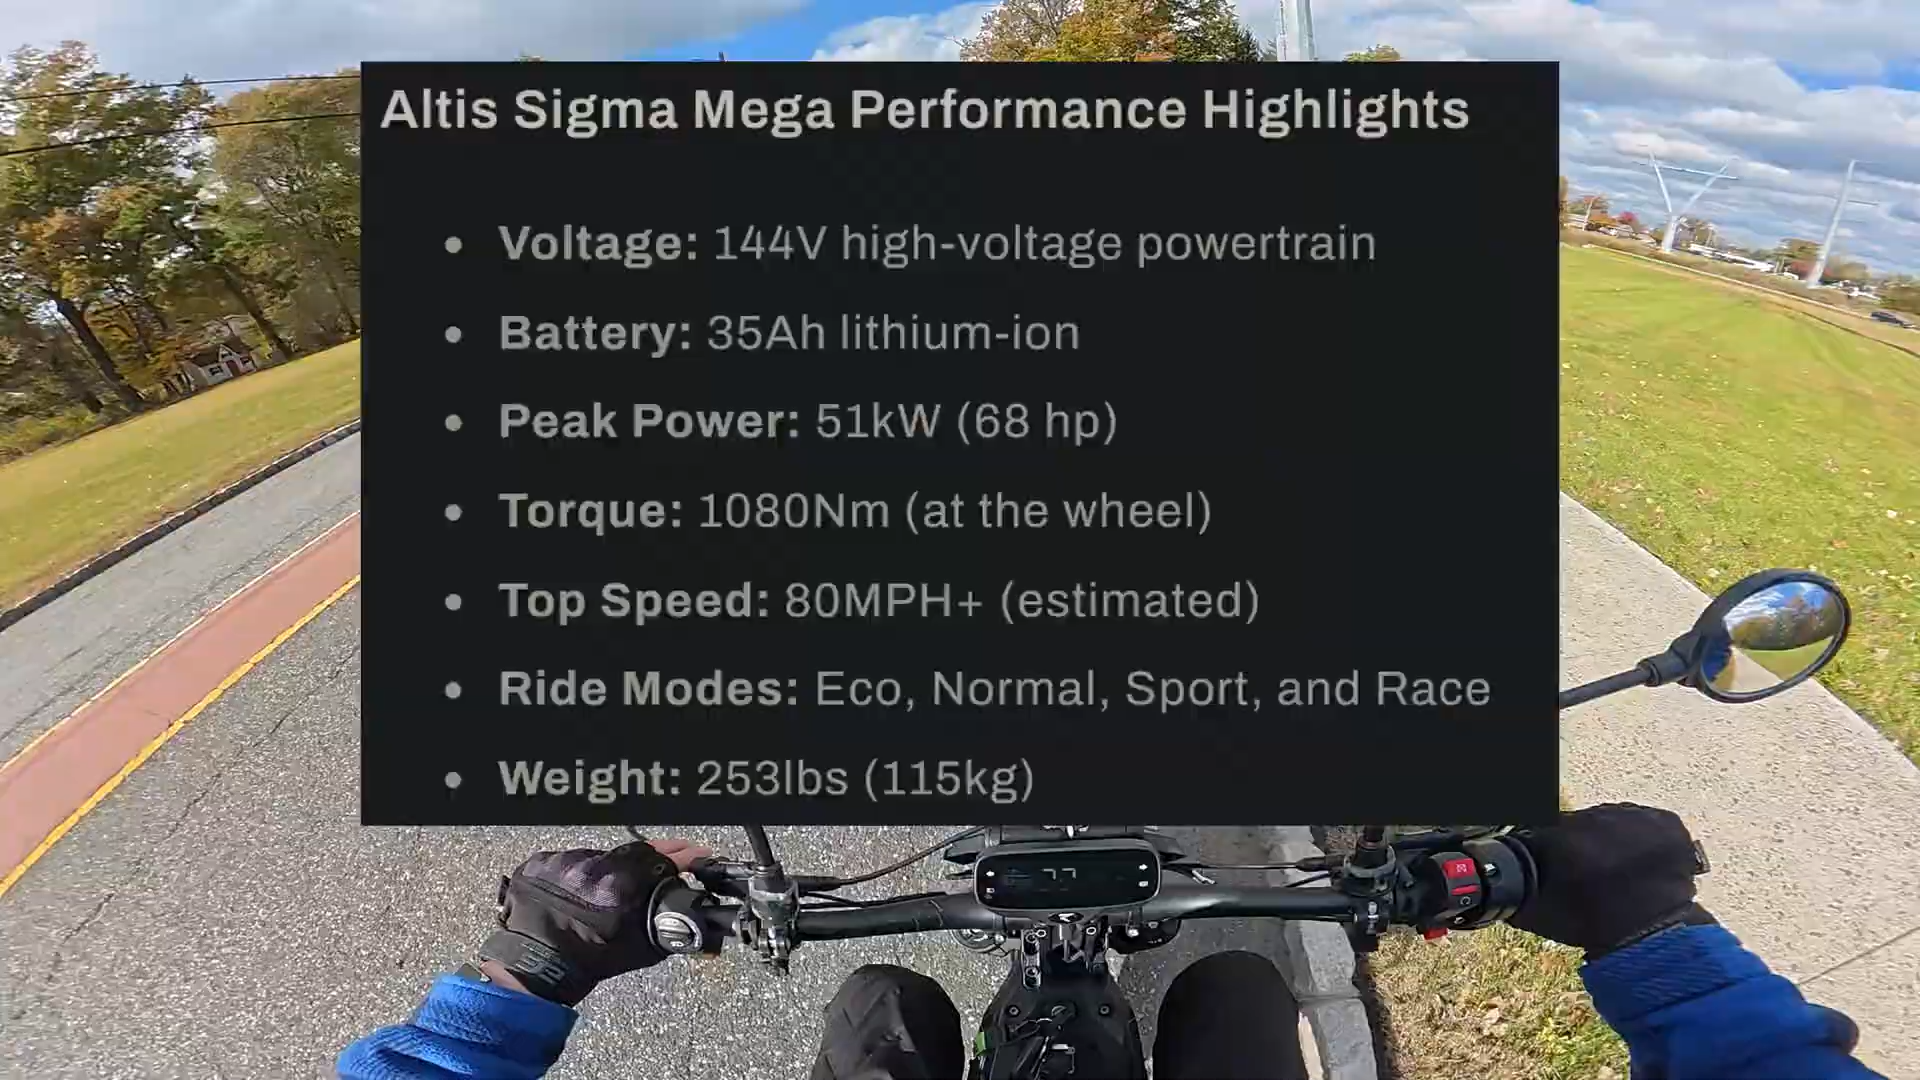 Altis Sigma Mega Performance Highlights
• Voltage: 144V high-voltage powertrain
• Battery: 35Ah lithium-ion
• Peak Power: 51kW (68 hp)
• Torque: 1080Nm (at the wheel)
• Top Speed: 80MPH+ (estimated)
• Ride Modes: Eco, Normal, Sport, and Race
• Weight: 253lbs (115kg)